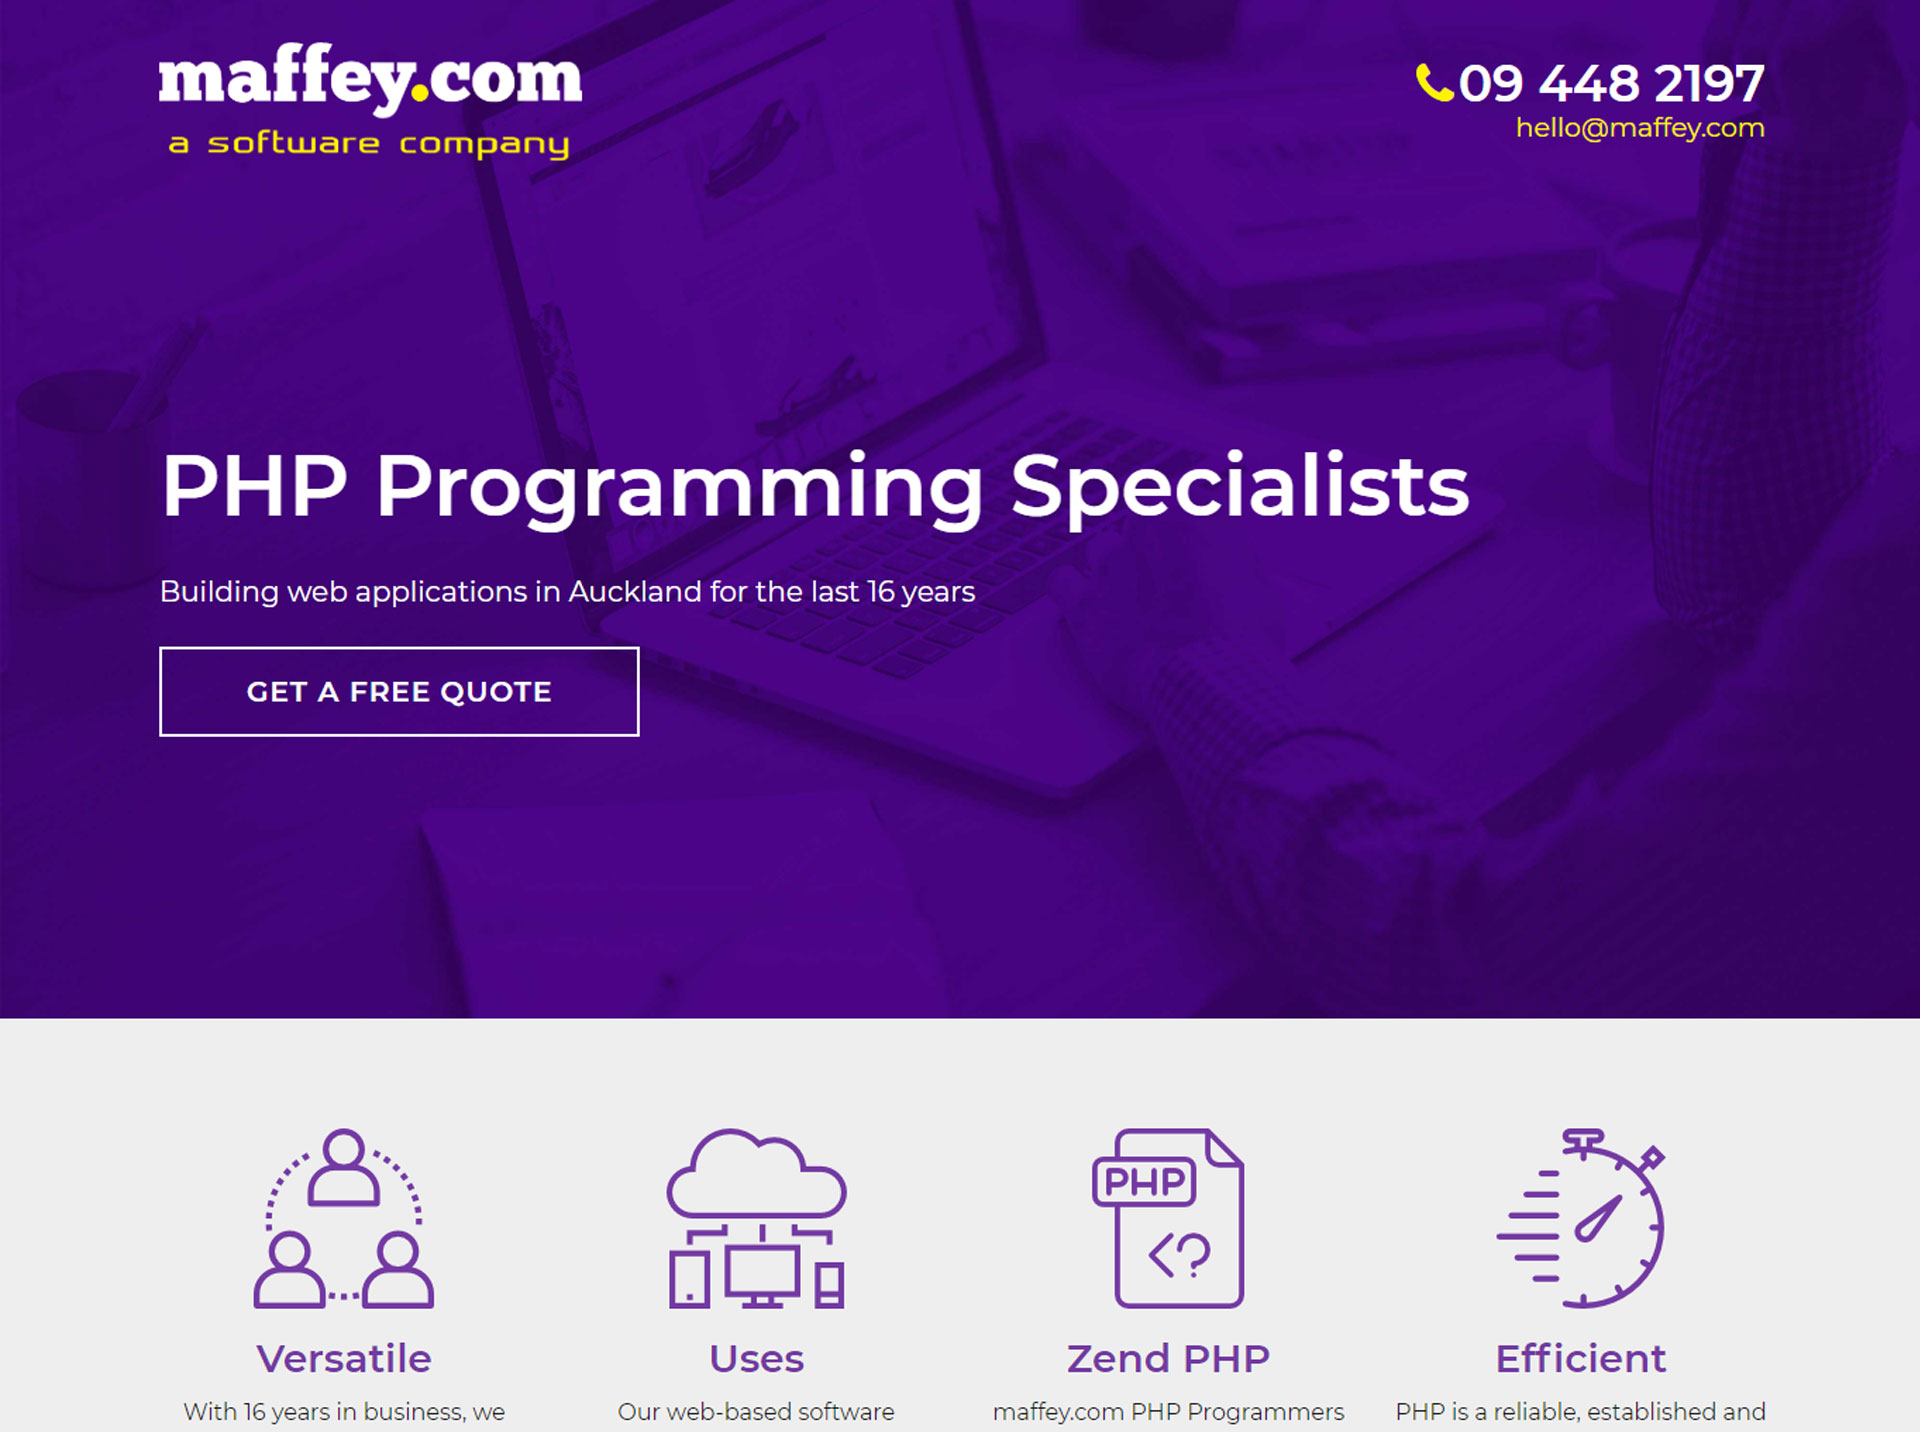 maffey.com
a software company
09 448 2197
hello@maffey.com
PHP Programming Specialists
Building web applications in Auckland for the last 16 years
GET A FREE QUOTE
PHP
<?
Versatile
With 16 years in business, we
Uses
Our web-based software
Zend PHP
maffey.com PHP Programmers
Efficient
PHP is a reliable, established and